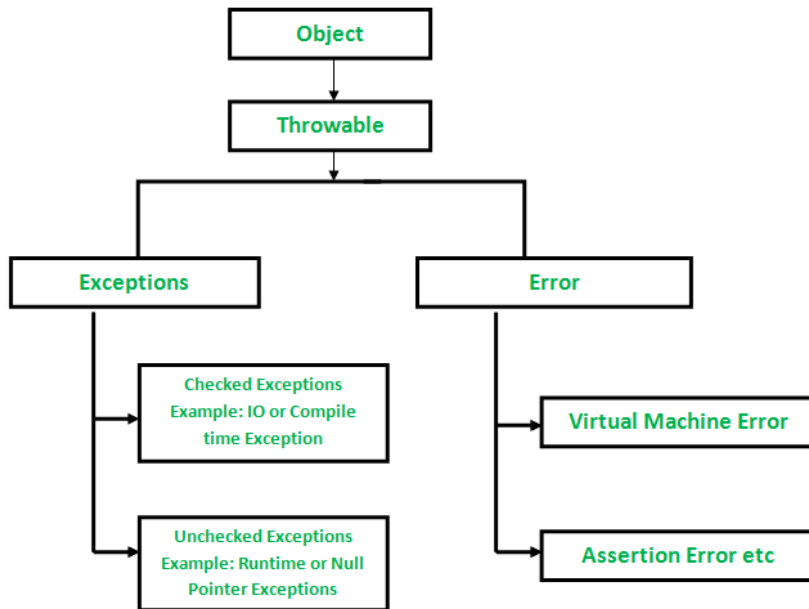 Object
Throwable
Exceptions
Error
Checked Exceptions
Example: IO or Compile
time Exception
Virtual Machine Error
Unchecked Exceptions
Example: Runtime or Null
Pointer Exceptions
Assertion Error etc